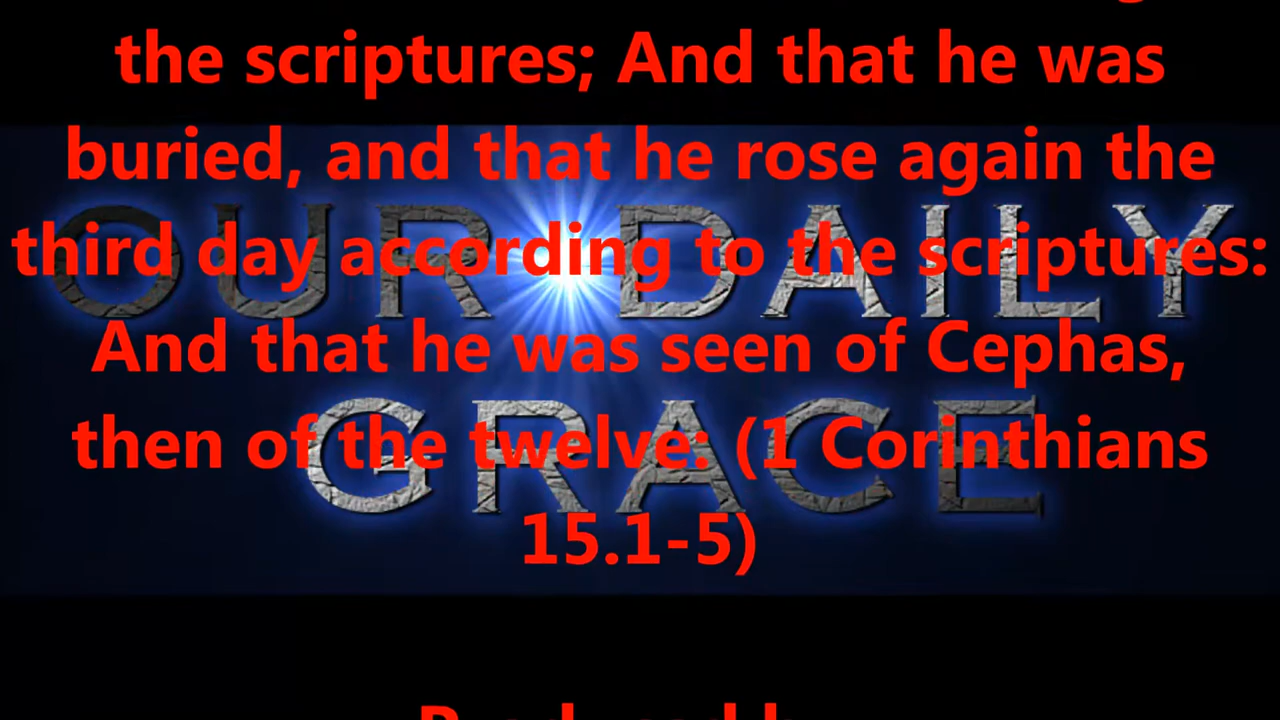 the scriptures; And that he was
buried, and that he rose again the
third day according to the scriptures:
And that he was seen of Cephas,
then of the twelve: (1 Corinthians
15.1-5)
OUR DAILY
GRACE